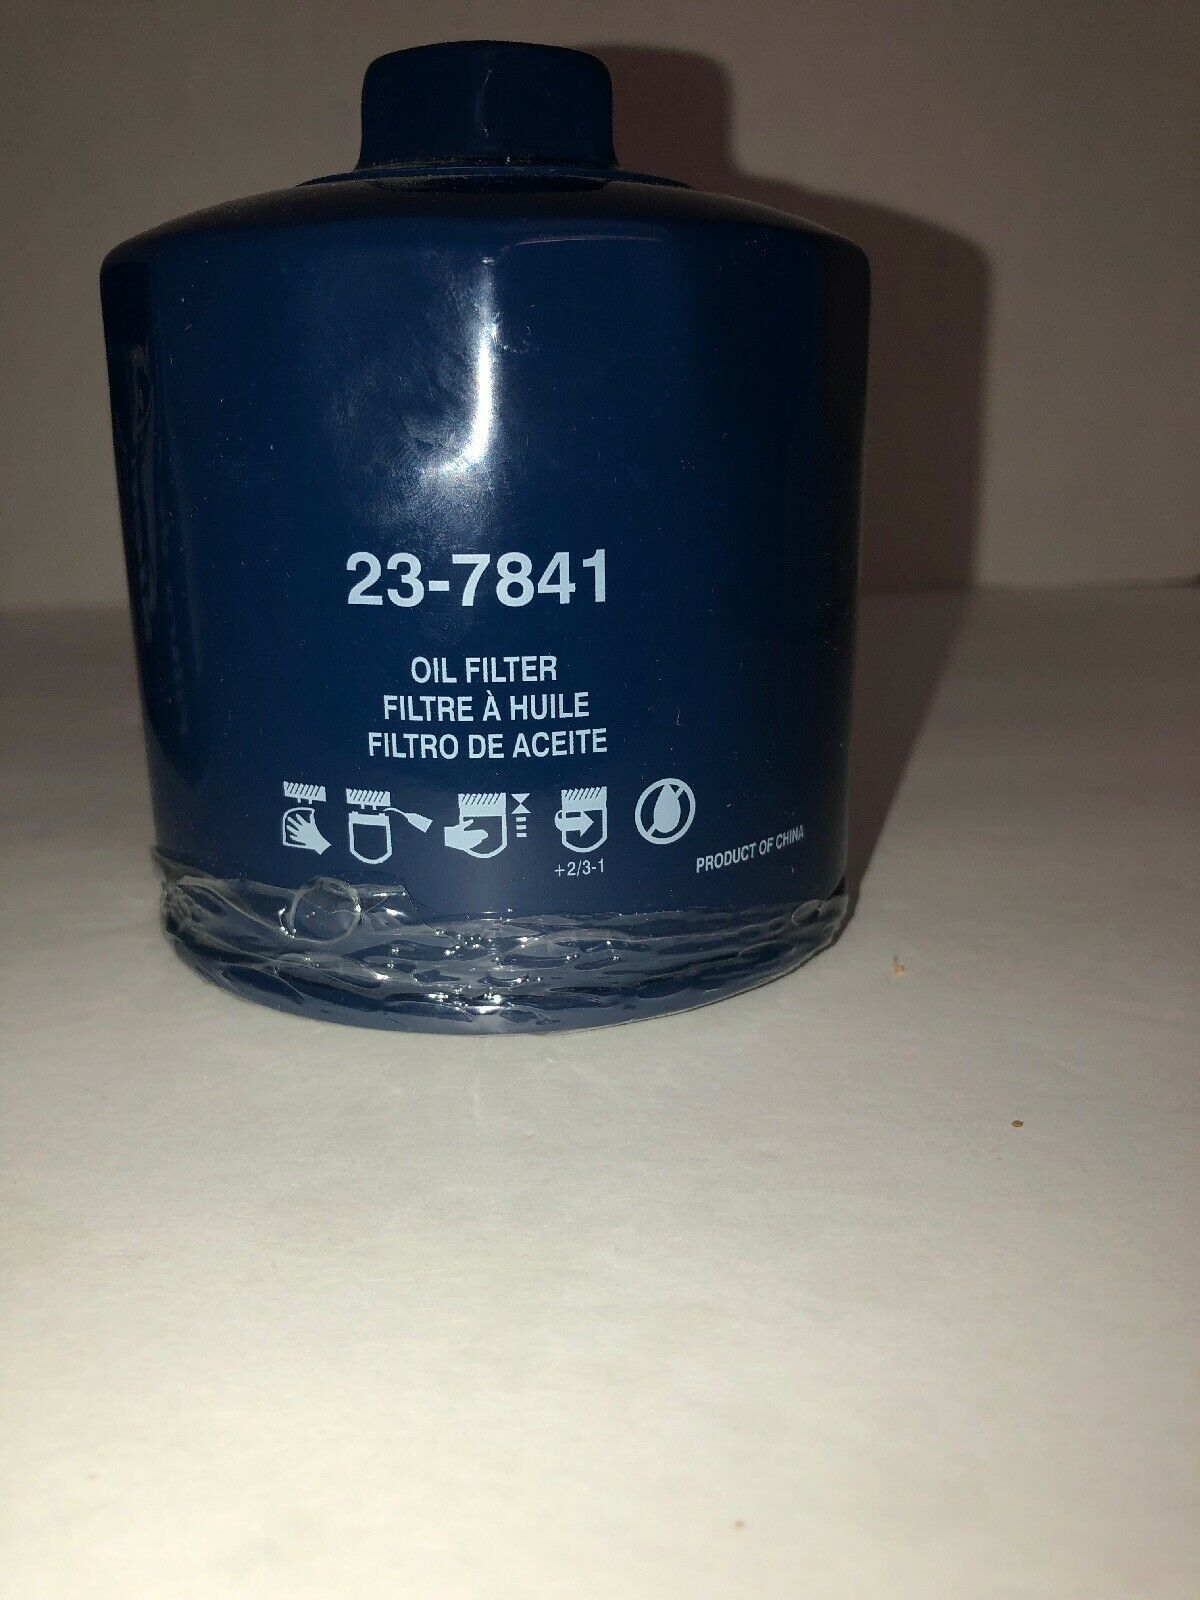 23-7841
OIL FILTER
FILTRE À HUILE
FILTRO DE ACEITE
+2/3-1
PRODUCT OF CHINA